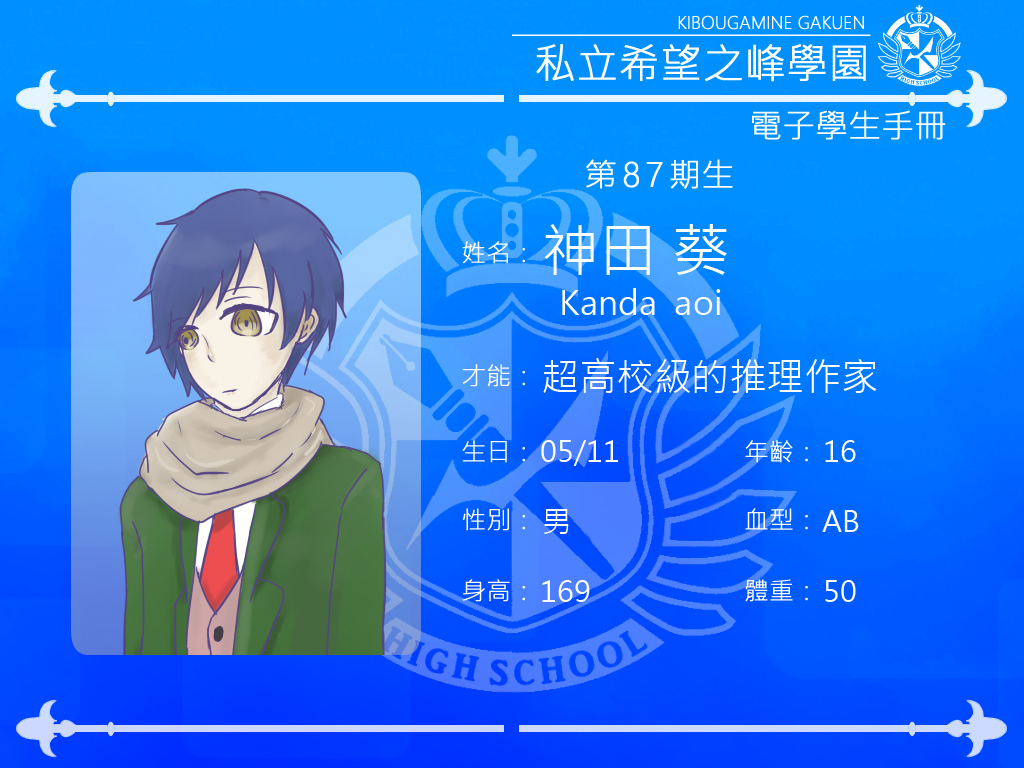 KIBOUGAMINE GAKUEN
私立希望之峰學園
HIGH SCHOOL
電子學生手冊
第87期生
姓名：神田 葵
Kanda aoi
才能：超高校級的推理作家
生日：05/11
年齡：16
性別：男
血型：AB
身高：169
體重：50
HIGH SCHOOL